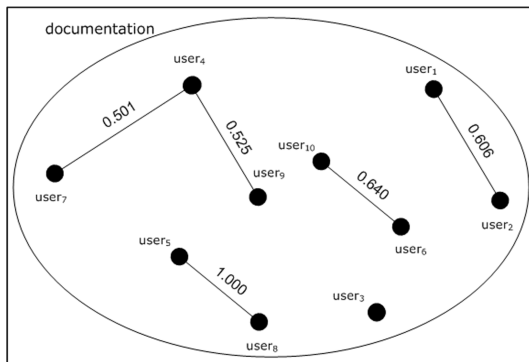 documentation
user₄
user₁
0.501
0.525
0.606
user₁₀
user₇
user₉
0.640
user₂
user₅
user₆
1.000
user₃
user₈